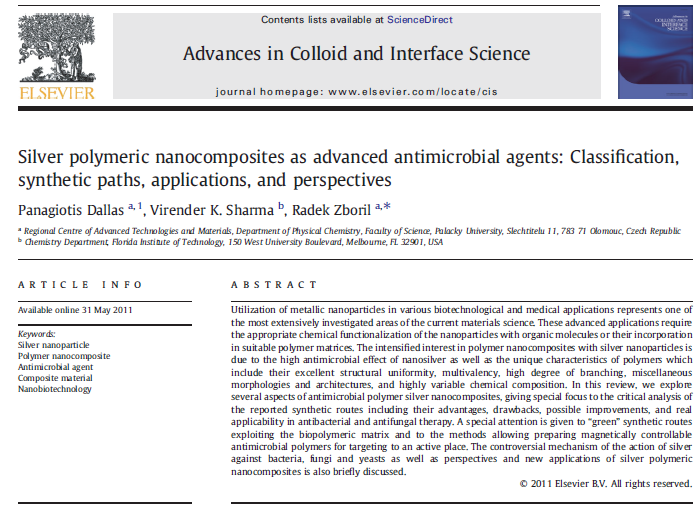 Contents lists available at ScienceDirect
Advances in Colloid and Interface Science
journal homepage: www.elsevier.com/locate/cis
ELSEVIER
Silver polymeric nanocomposites as advanced antimicrobial agents: Classification,
synthetic paths, applications, and perspectives
Panagiotis Dallas a,1, Virender K. Sharma b, Radek Zboril a,*
a Regional Centre of Advanced Technologies and Materials, Department of Physical Chemistry, Faculty of Science, Palacky University, Slechtitelu 11, 783 71 Olomouc, Czech Republic
b Chemistry Department, Florida Institute of Technology, 150 West University Boulevard, Melbourne, FL 32901, USA
ARTICLE INFO
Available online 31 May 2011
Keywords:
Silver nanoparticle
Polymer nanocomposite
Antimicrobial agent
Composite material
Nanobiotechnology
ABSTRACT
Utilization of metallic nanoparticles in various biotechnological and medical applications represents one of
the most extensively investigated areas of the current materials science. These advanced applications require
the appropriate chemical functionalization of the nanoparticles with organic molecules or their incorporation
in suitable polymer matrices. The intensified interest in polymer nanocomposites with silver nanoparticles is
due to the high antimicrobial effect of nanosilver as well as the unique characteristics of polymers which
include their excellent structural uniformity, multivalency, high degree of branching, miscellaneous
morphologies and architectures, and highly variable chemical composition. In this review, we explore
several aspects of antimicrobial polymer silver nanocomposites, giving special focus to the critical analysis of
the reported synthetic routes including their advantages, drawbacks, possible improvements, and real
applicability in antibacterial and antifungal therapy. A special attention is given to “green” synthetic routes
exploiting the biopolymeric matrix and to the methods allowing preparing magnetically controllable
antimicrobial polymers for targeting to an active place. The controversial mechanism of the action of silver
against bacteria, fungi and yeasts as well as perspectives and new applications of silver polymeric
nanocomposites is also briefly discussed.
© 2011 Elsevier B.V. All rights reserved.